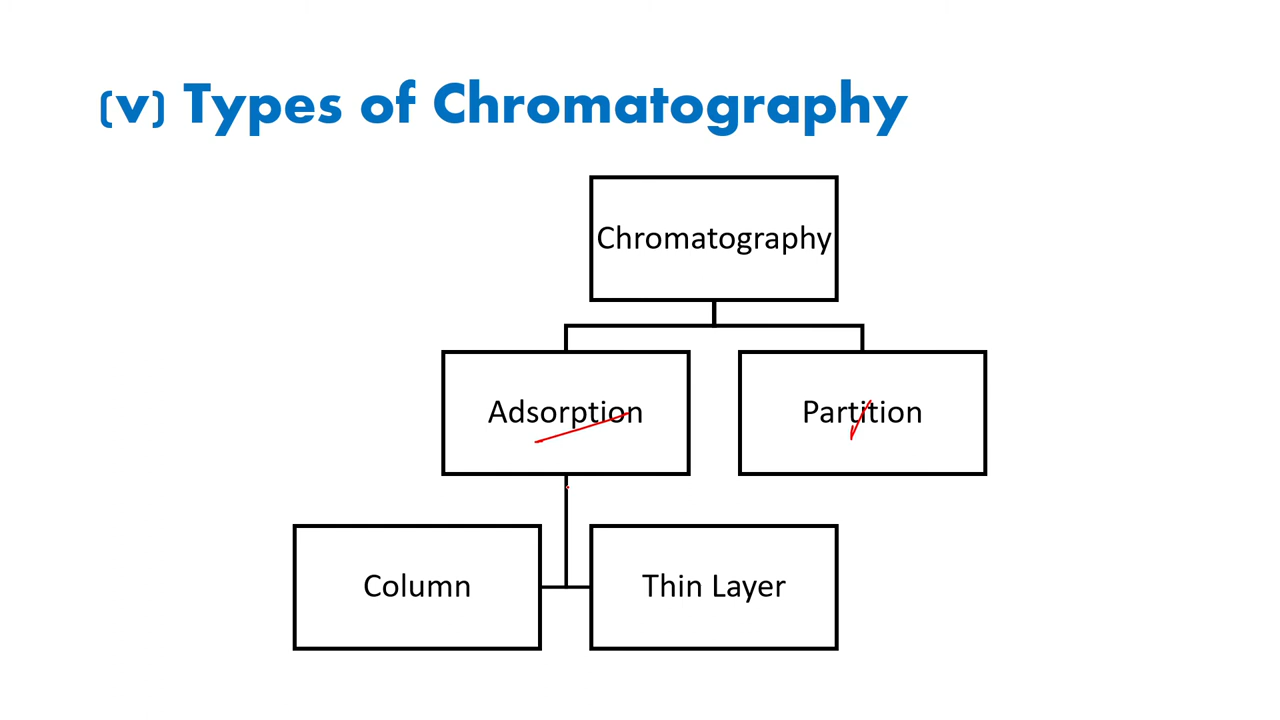 (v) Types of Chromatography
Chromatography
Adsorption
Partition
Column
Thin Layer